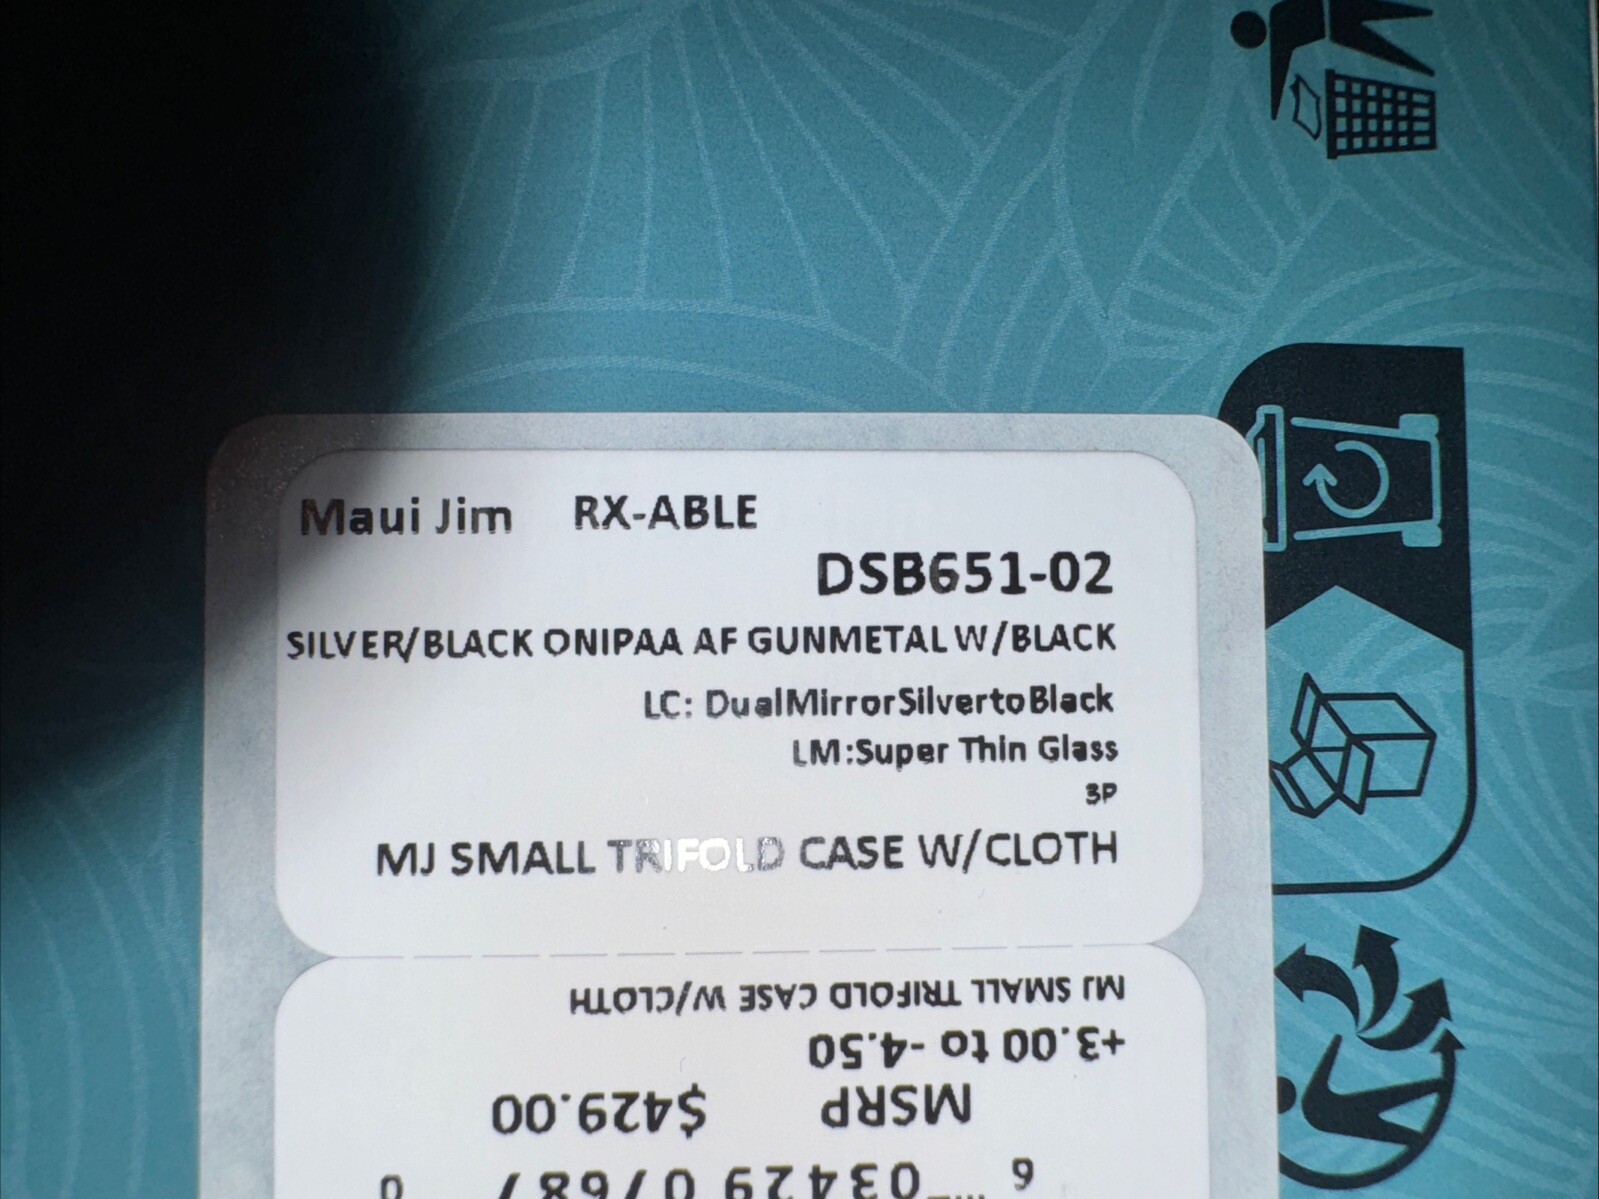 Maui Jim RX-ABLE
DSB651-02
SILVER/BLACK ONIPAA AF GUNMETAL W/BLACK
LC: DualMirrorSilvertoBlack
LM:Super Thin Glass
3P
MJ SMALL TRIFOLD CASE W/CLOTH
MJ SMALL TRIFOLD CASE W/CLOTH
+3.00 to -4.50
MSRP $429.00
6